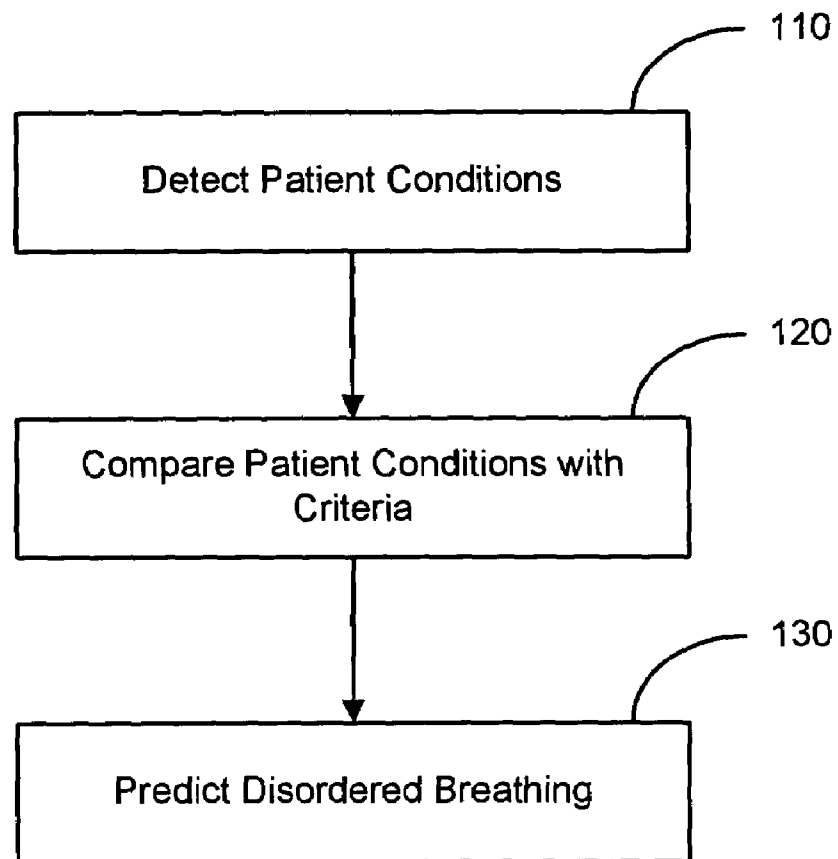 110
Detect Patient Conditions
120
Compare Patient Conditions with
Criteria
130
Predict Disordered Breathing